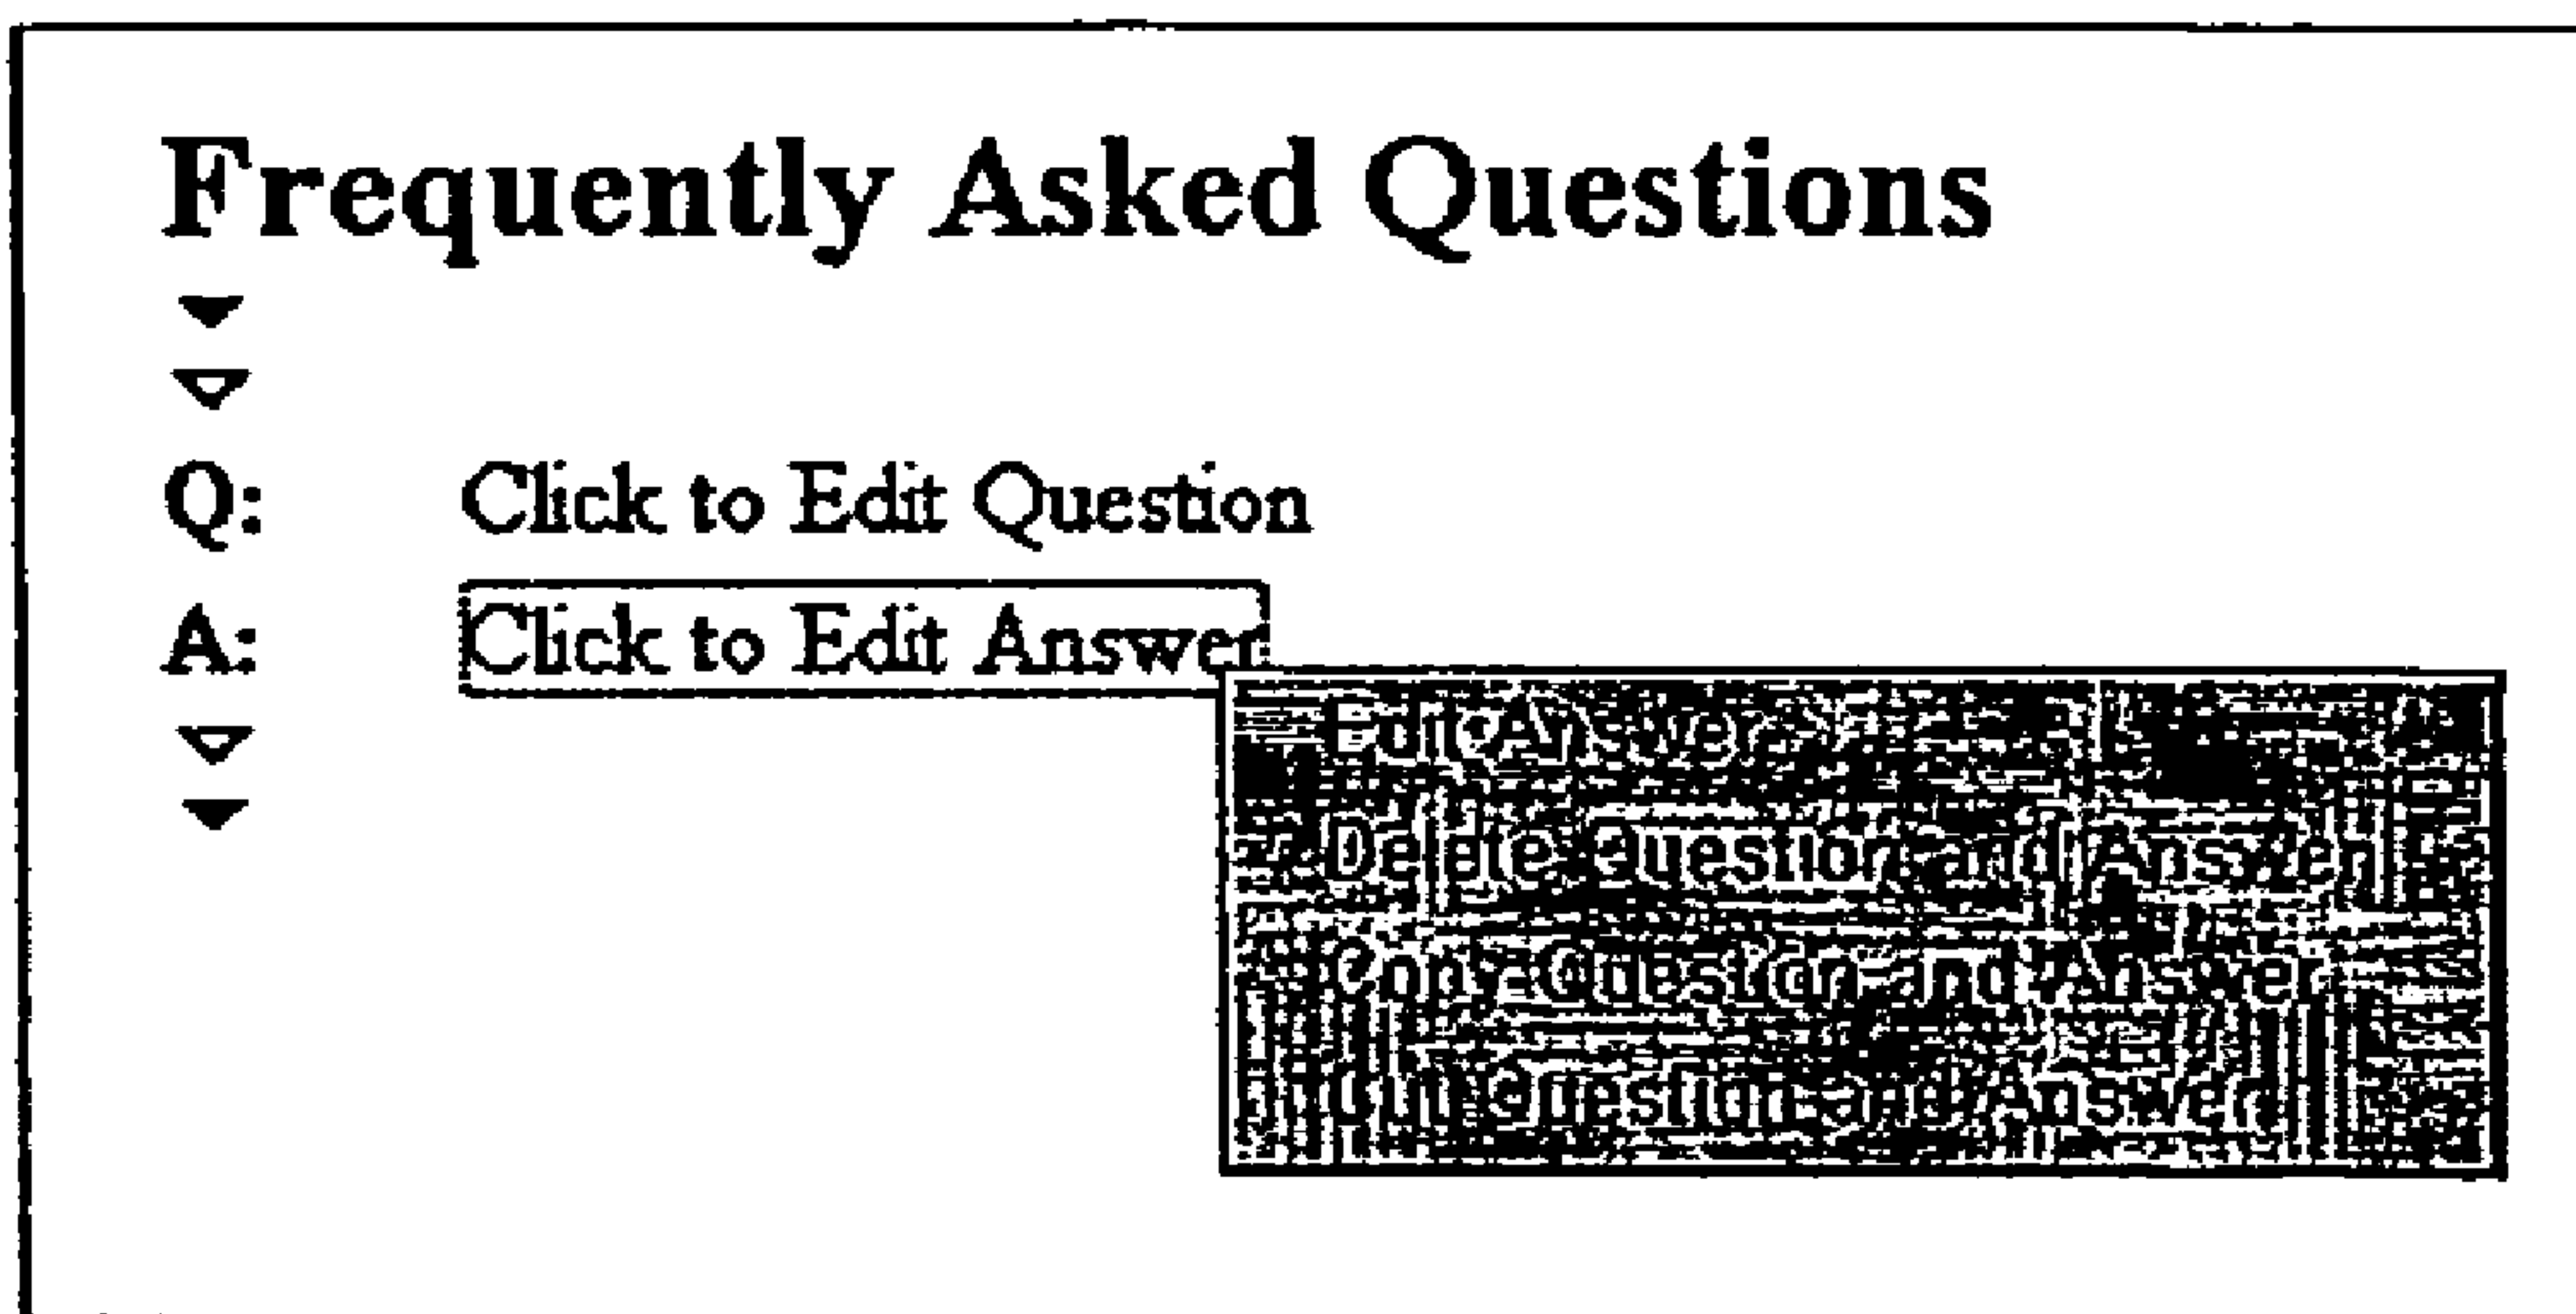 Frequently Asked Questions
Q: Click to Edit Question
A: Click to Edit Answer
Edit Answer
Delete Question and Answer
Copy Question and Answer
Cut Question and Answer